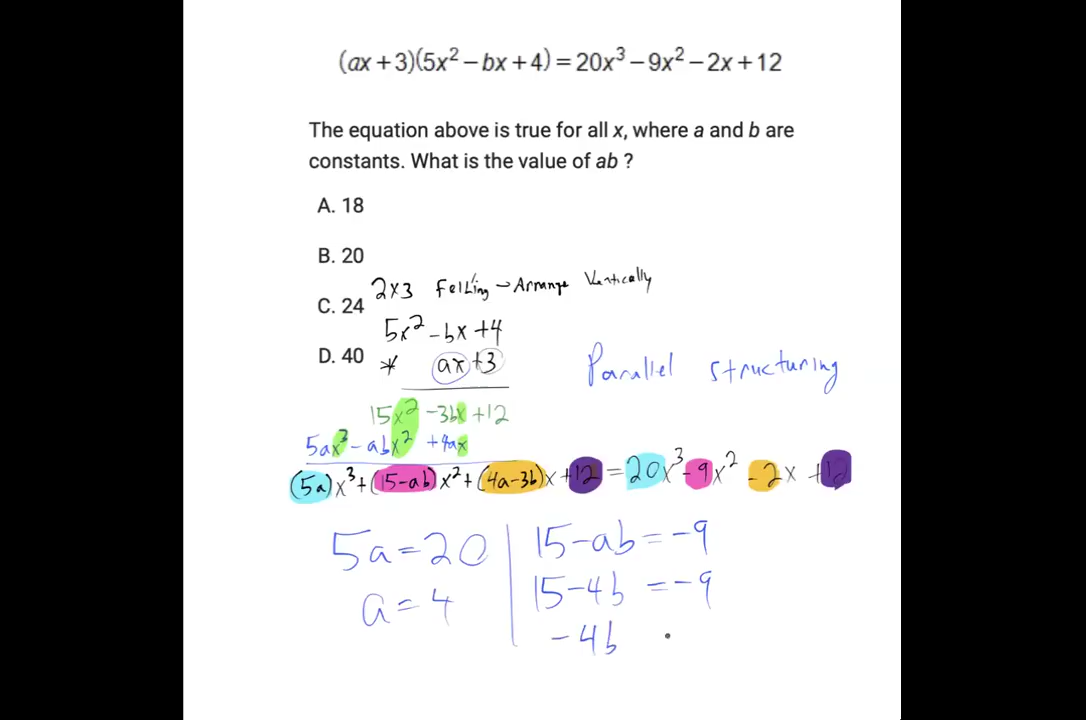 (ax+3)(5x² − bx + 4) = 20x³ − 9x² − 2x + 12
The equation above is true for all x, where a and b are
constants. What is the value of ab ?
A. 18
B. 20
2x3 Foiling → Arrange Vertically
C. 24
5x² - bx + 4
D. 40
* ax + 3
Parallel structuring
15x² - 3bx + 12
5ax³ - abx² + 4ax
(5a)x³ + (15-ab)x² + (4a-3b)x + 12 = 20x³ - 9x² - 2x + 12
5a = 20
15 - ab = -9
a = 4
15 - 4b = -9
-4b